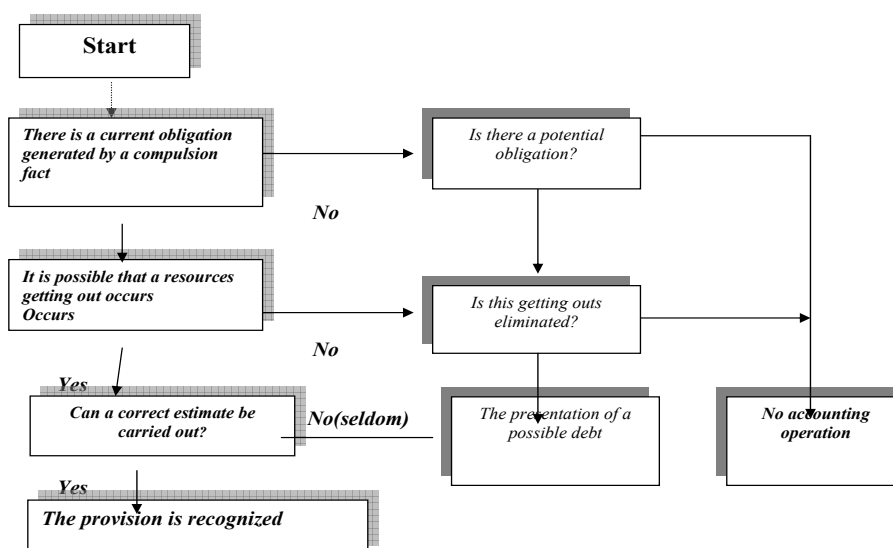 Start
There is a current obligation
generated by a compulsion
fact
Is there a potential
obligation?
No
It is possible that a resources
getting out occurs
Occurs
Is this getting outs
eliminated?
No
Yes
Can a correct estimate be
carried out?
No(seldom)
The presentation of a
possible debt
No accounting
operation
Yes
The provision is recognized